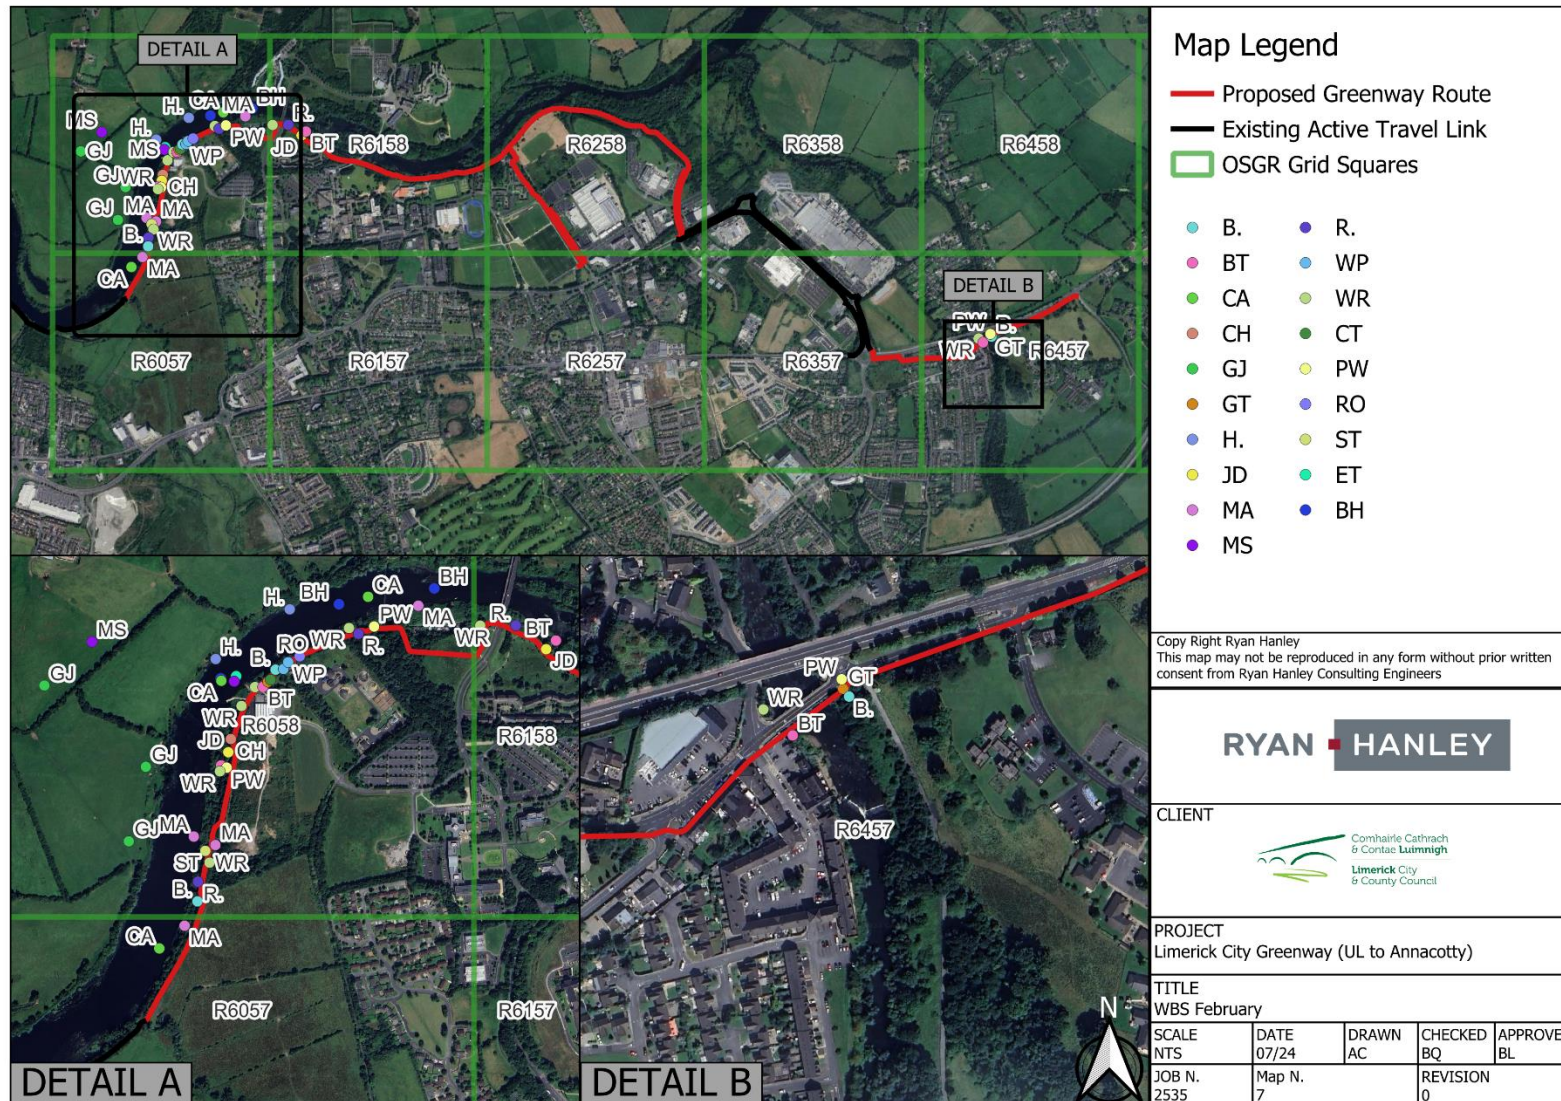 DETAIL A
BH
CA
MA
R.
H.
MS
H.
PW
JD
BT
R6158
R6258
R6358
R6458
GJ
MS
WP
GJ
WR
CH
GJ
MA
MA
B.
WR
MA
CA
DETAIL B
PW
B.
WR
GT
R6057
R6157
R6257
R6357
R6457
BH
CA
BH
H.
MA
PW
R.
BT
MS
H.
RO
WR
R.
WR
JD
GJ
B.
WP
CA
BT
WR
R6058
R6158
JD
CH
GJ
WR
PW
GJ
MA
MA
ST
WR
B.
R.
CA
MA
R6057
R6157
DETAIL A
PW
GT
WR
B.
BT
R6457
N
DETAIL B
Map Legend
Proposed Greenway Route
Existing Active Travel Link
OSGR Grid Squares
B.
BT
CA
CH
GJ
GT
H.
JD
MA
MS
R.
WP
WR
CT
PW
RO
ST
ET
BH
Copy Right Ryan Hanley
This map may not be reproduced in any form without prior written
consent from Ryan Hanley Consulting Engineers
RYAN HANLEY
CLIENT
Comhairle Cathrach
& Contae Luimnigh
Limerick City
& County Council
PROJECT
Limerick City Greenway (UL to Annacotty)
TITLE
WBS February
SCALE DATE DRAWN CHECKED APPROVE
NTS 07/24 AC BQ BL
JOB N. Map N. REVISION
2535 7 0